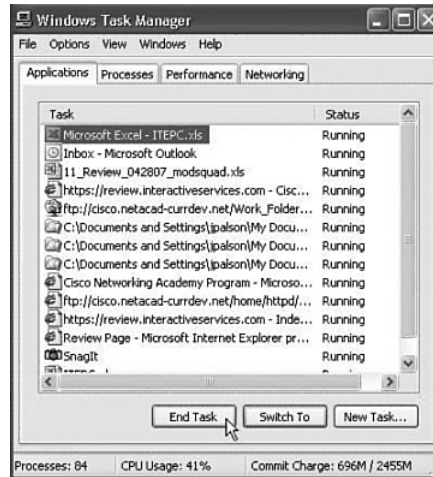 Windows Task Manager
File Options View Windows Help
Applications Processes Performance Networking
Task Status
Microsoft Excel - ITEPC.xls Running
Inbox - Microsoft Outlook Running
11_Review_042807_modsquad.xls Running
https://review.interactiveservices.com - Cisc... Running
ftp://cisco.netacad-currdev.net/Work_Folder... Running
C:\Documents and Settings\jpalson\My Docu... Running
C:\Documents and Settings\jpalson\My Docu... Running
C:\Documents and Settings\jpalson\My Docu... Running
Cisco Networking Academy Program - Microso... Running
ftp://cisco.netacad-currdev.net/home/httpd/... Running
https://review.interactiveservices.com - Inde... Running
Review Page - Microsoft Internet Explorer pr... Running
SnagIt Running
End Task Switch To New Task...
Processes: 84 CPU Usage: 41% Commit Charge: 696M / 2455M